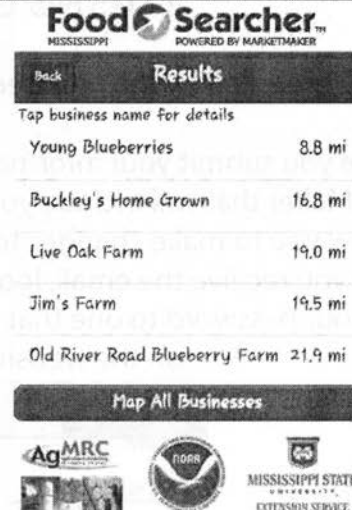 Food Searcher™
MISSISSIPPI POWERED BY MARKETMAKER
Back Results
Tap business name for details
Young Blueberries 8.8 mi
Buckley's Home Grown 16.8 mi
Live Oak Farm 19.0 mi
Jim's Farm 19.5 mi
Old River Road Blueberry Farm 21.9 mi
Map All Businesses
AgMRC
NOAA
MISSISSIPPI STATE
UNIVERSITY
EXTENSION SERVICE